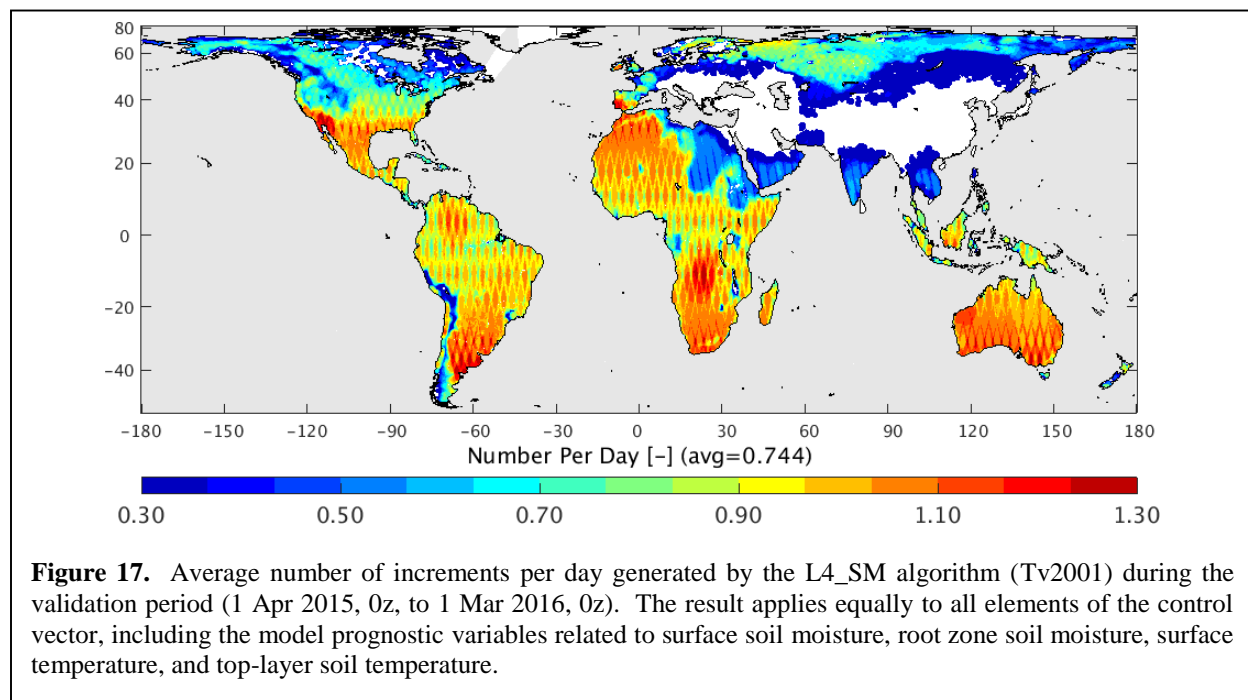 80
60
40
20
0
−20
−40
−180 −150 −120 −90 −60 −30 0 30 60 90 120 150 180
Number Per Day [–] (avg=0.744)
0.30 0.50 0.70 0.90 1.10 1.30
Figure 17. Average number of increments per day generated by the L4_SM algorithm (Tv2001) during the
validation period (1 Apr 2015, 0z, to 1 Mar 2016, 0z). The result applies equally to all elements of the control
vector, including the model prognostic variables related to surface soil moisture, root zone soil moisture, surface
temperature, and top-layer soil temperature.